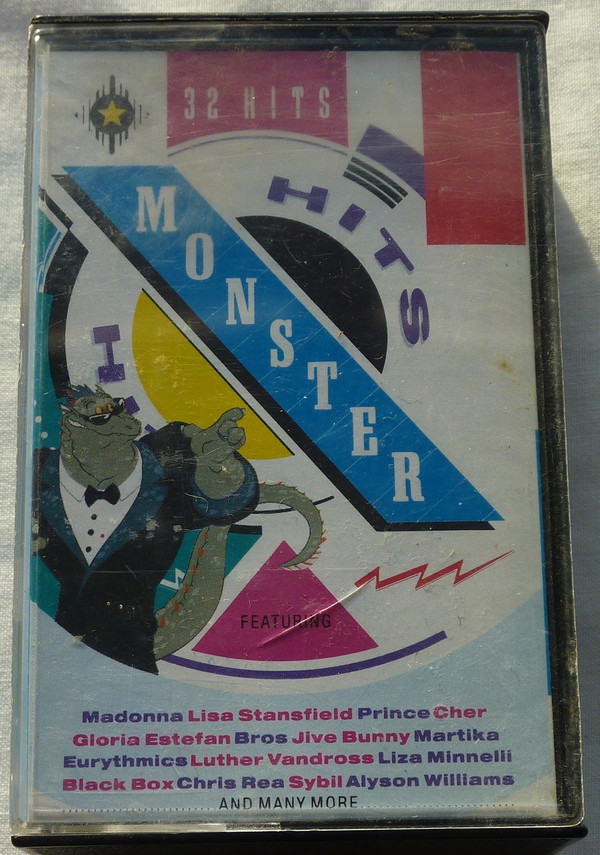 32 HITS
HITS
MONSTER
HI
FEATURING
Madonna Lisa Stansfield Prince Cher
Gloria Estefan Bros Jive Bunny Martika
Eurythmics Luther Vandross Liza Minnelli
Black Box Chris Rea Sybil Alyson Williams
AND MANY MORE